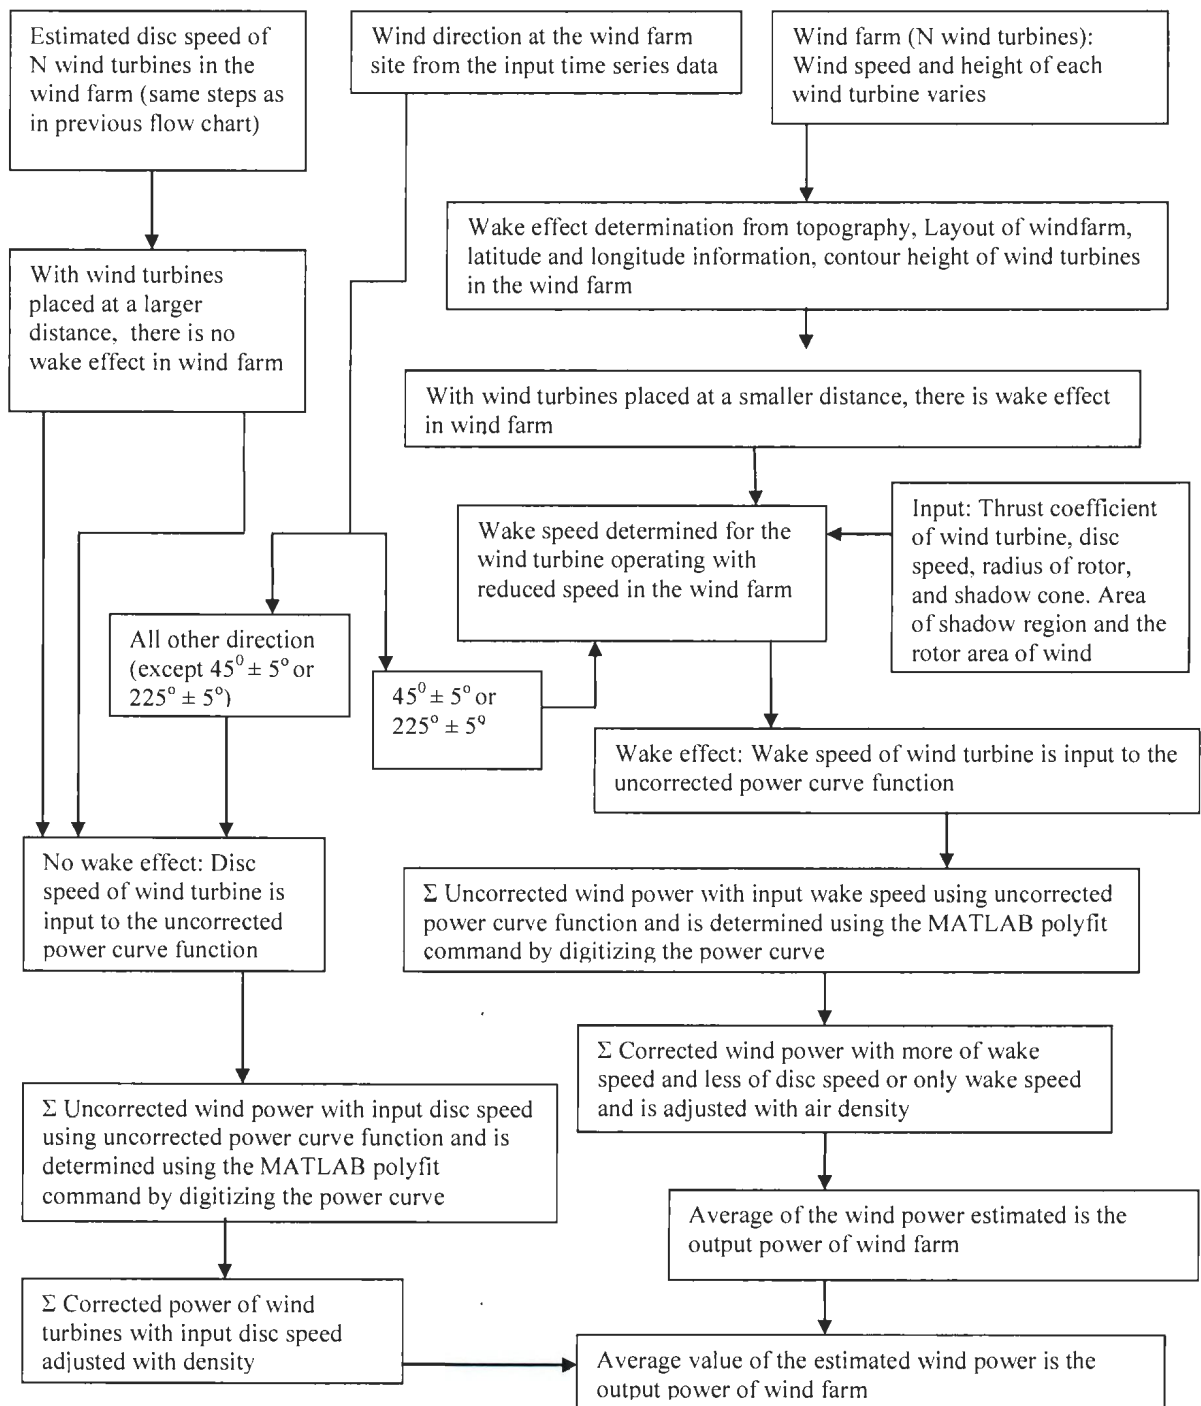 Estimated disc speed of
N wind turbines in the
wind farm (same steps as
in previous flow chart)
Wind direction at the wind farm
site from the input time series data
Wind farm (N wind turbines):
Wind speed and height of each
wind turbine varies
Wake effect determination from topography, Layout of windfarm,
latitude and longitude information, contour height of wind turbines
in the wind farm
With wind turbines
placed at a larger
distance, there is no
wake effect in wind farm
With wind turbines placed at a smaller distance, there is wake effect
in wind farm
Wake speed determined for the
wind turbine operating with
reduced speed in the wind farm
Input: Thrust coefficient
of wind turbine, disc
speed, radius of rotor,
and shadow cone. Area
of shadow region and the
rotor area of wind
All other direction
(except 45⁰ ± 5° or
225° ± 5°)
45⁰ ± 5° or
225° ± 5°
Wake effect: Wake speed of wind turbine is input to the
uncorrected power curve function
No wake effect: Disc
speed of wind turbine is
input to the uncorrected
power curve function
Σ Uncorrected wind power with input wake speed using uncorrected
power curve function and is determined using the MATLAB polyfit
command by digitizing the power curve
Σ Corrected wind power with more of wake
speed and less of disc speed or only wake speed
and is adjusted with air density
Σ Uncorrected wind power with input disc speed
using uncorrected power curve function and is
determined using the MATLAB polyfit
command by digitizing the power curve
Average of the wind power estimated is the
output power of wind farm
Σ Corrected power of wind
turbines with input disc speed
adjusted with density
Average value of the estimated wind power is the
output power of wind farm